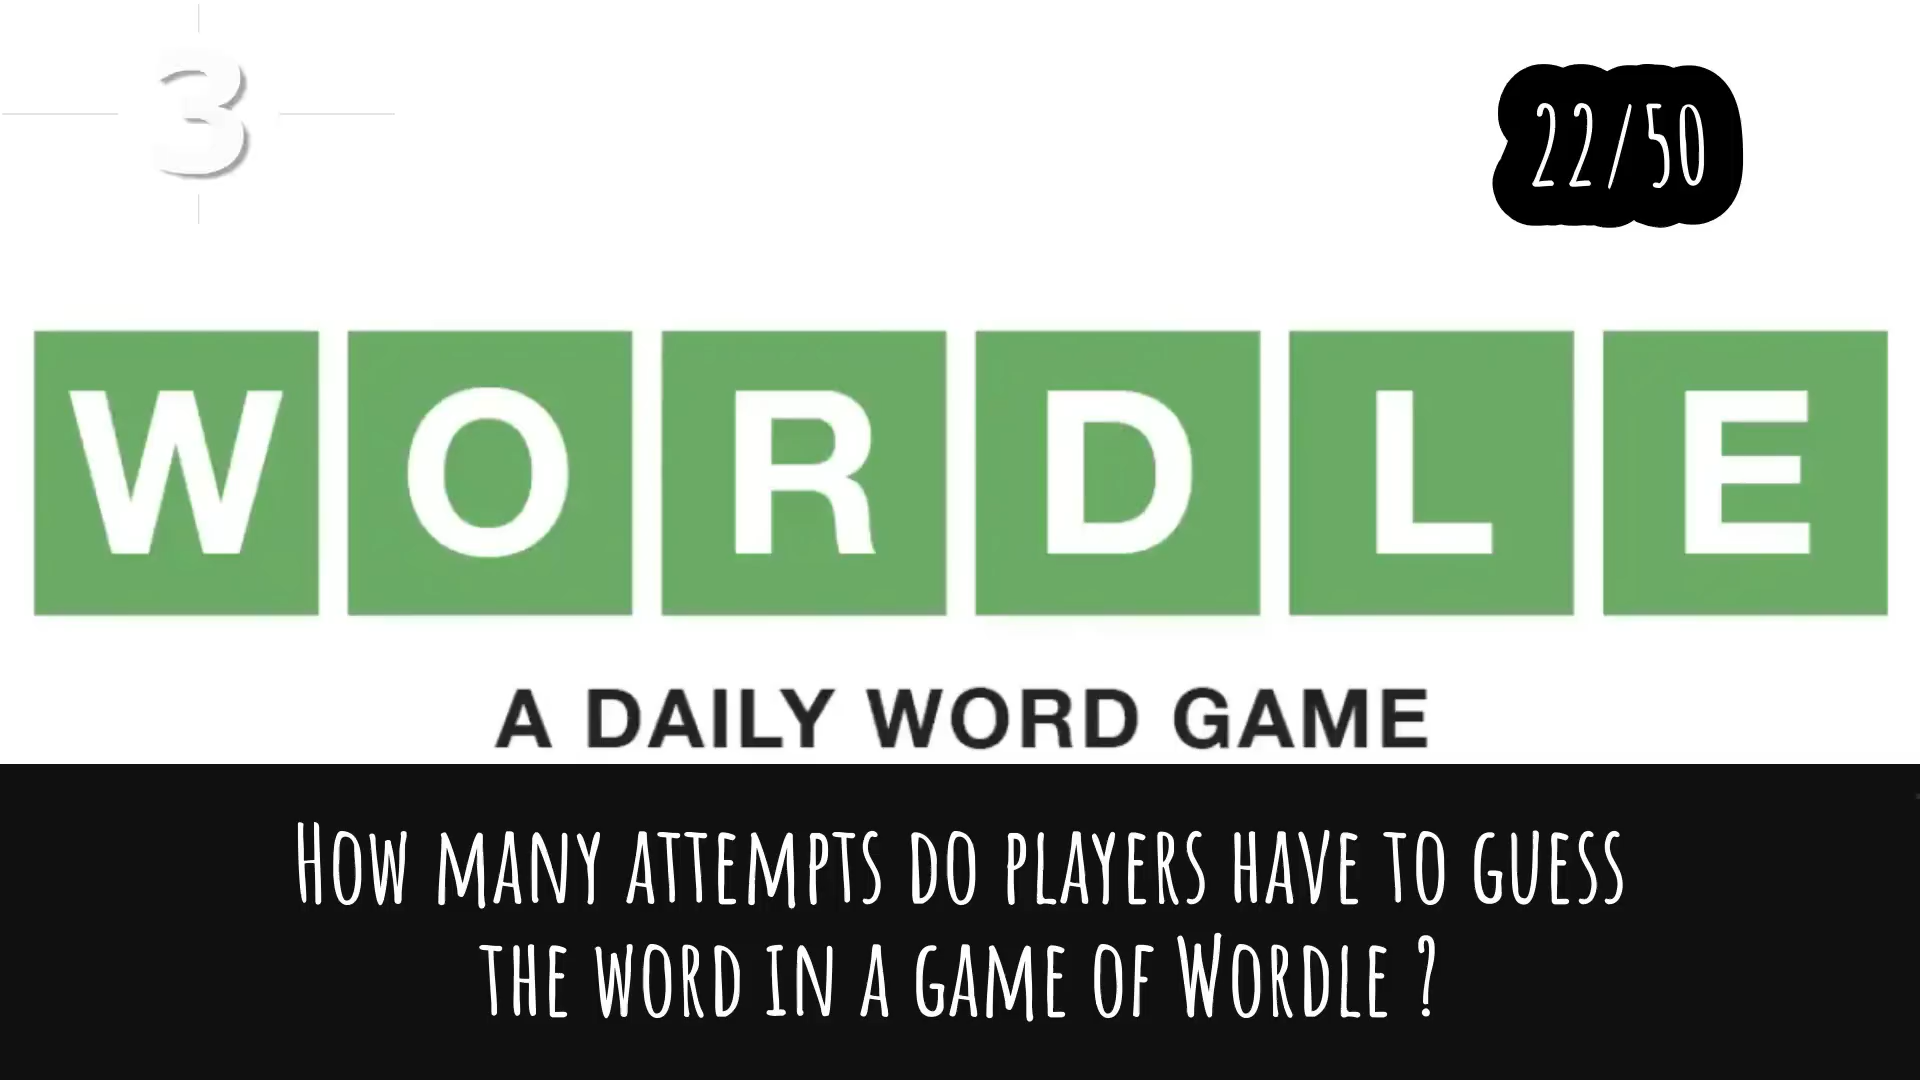 3
22/50
WORDLE
A DAILY WORD GAME
How many attempts do players have to guess
the word in a game of Wordle ?